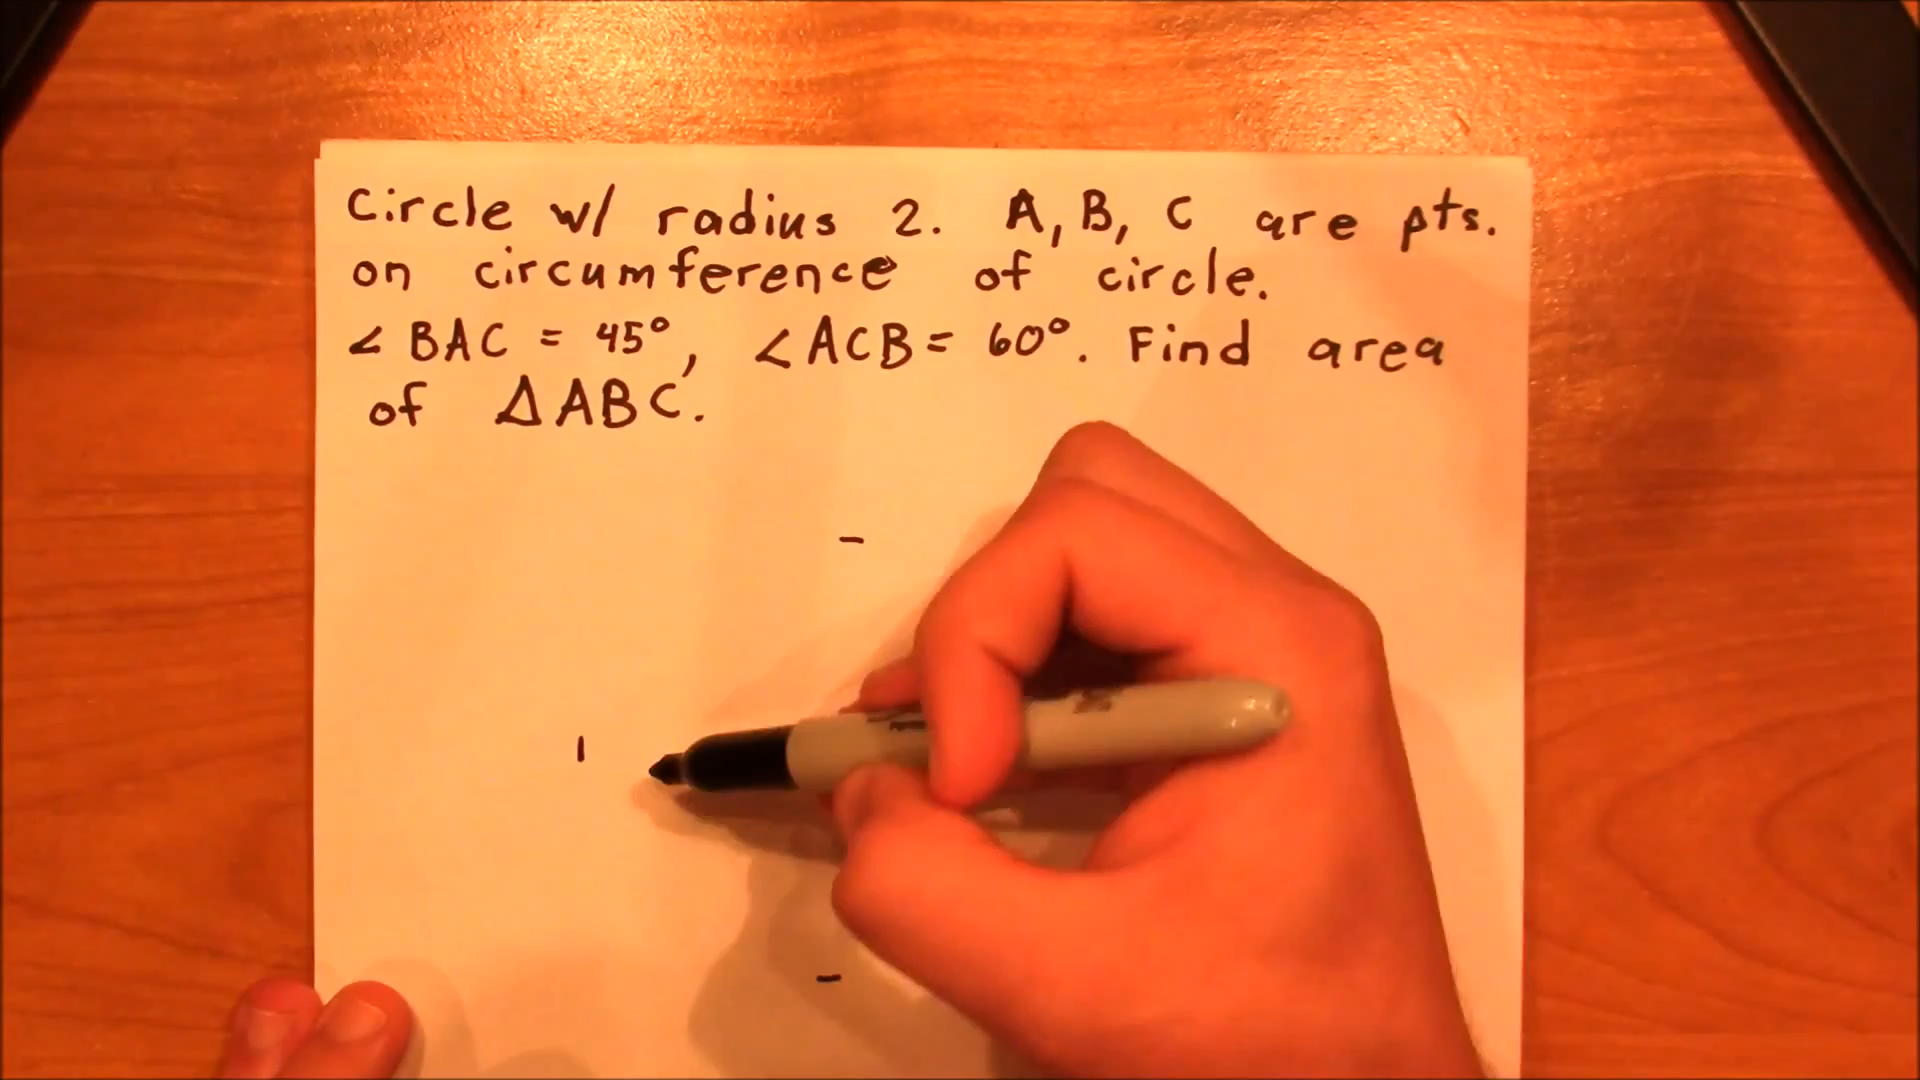 Circle w/ radius 2. A, B, C are pts.
on circumference of circle.
∠BAC = 45°, ∠ACB = 60°. Find area
of ΔABC.